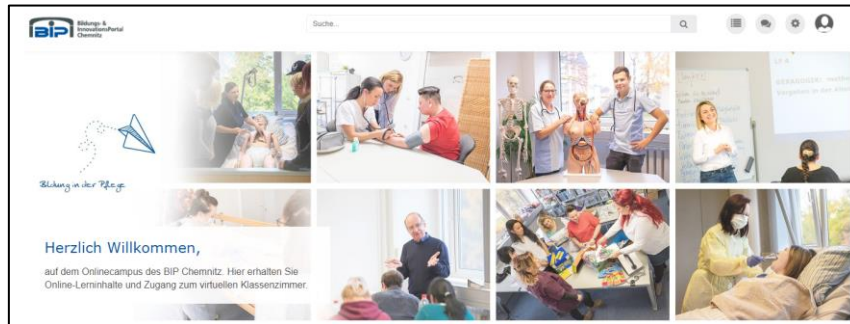 BIP
Bildungs- &
InnovationsPortal
Chemnitz
Suche...
Bildung in der Pflege
Herzlich Willkommen,
auf dem Onlinecampus des BIP Chemnitz. Hier erhalten Sie
Online-Lerninhalte und Zugang zum virtuellen Klassenzimmer.